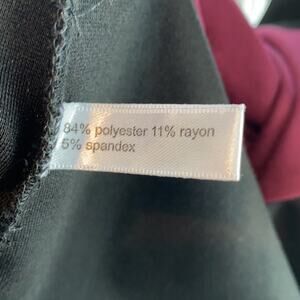 84% polyester 11% rayon
5% spandex